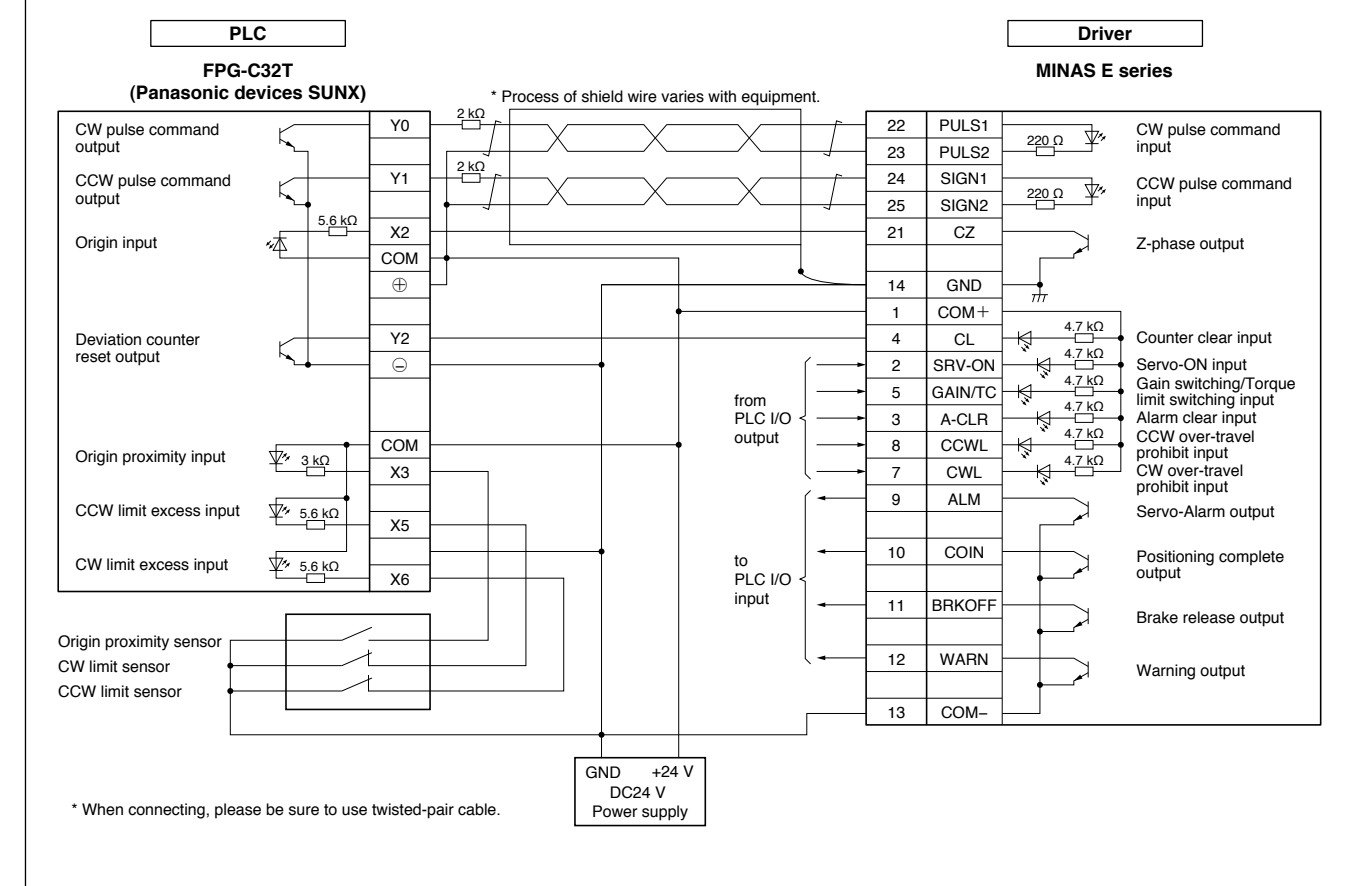 PLC
Driver
FPG-C32T
(Panasonic devices SUNX)
MINAS E series
* Process of shield wire varies with equipment.
CW pulse command
output
Y0
2 kΩ
22 PULS1
CW pulse command
input
220 Ω
23 PULS2
CCW pulse command
output
Y1
2 kΩ
24 SIGN1
CCW pulse command
input
220 Ω
25 SIGN2
Origin input
5.6 kΩ
X2
21 CZ
Z-phase output
COM
⊕
14 GND
1 COM+
Deviation counter
reset output
Y2
4 CL
4.7 kΩ
Counter clear input
⊖
2 SRV-ON
4.7 kΩ
Servo-ON input
from
PLC I/O
output
5 GAIN/TC
4.7 kΩ
Gain switching/Torque
limit switching input
3 A-CLR
4.7 kΩ
Alarm clear input
COM
8 CCWL
4.7 kΩ
CCW over-travel
prohibit input
Origin proximity input
3 kΩ
X3
7 CWL
4.7 kΩ
CW over-travel
prohibit input
9 ALM
Servo-Alarm output
CCW limit excess input
5.6 kΩ
X5
to
PLC I/O
input
10 COIN
Positioning complete
output
CW limit excess input
5.6 kΩ
X6
11 BRKOFF
Brake release output
Origin proximity sensor
CW limit sensor
CCW limit sensor
12 WARN
Warning output
13 COM−
GND +24 V
DC24 V
Power supply
* When connecting, please be sure to use twisted-pair cable.